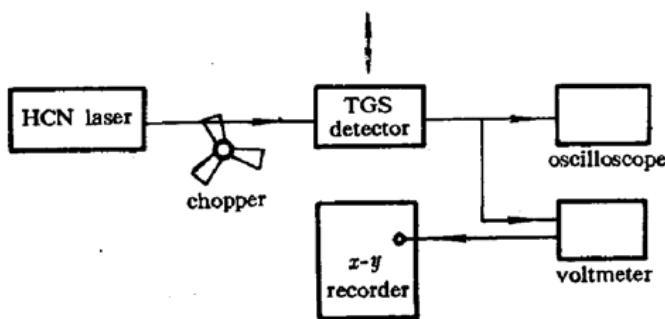 HCN laser
TGS
detector
chopper
oscilloscope
x-y
recorder
voltmeter